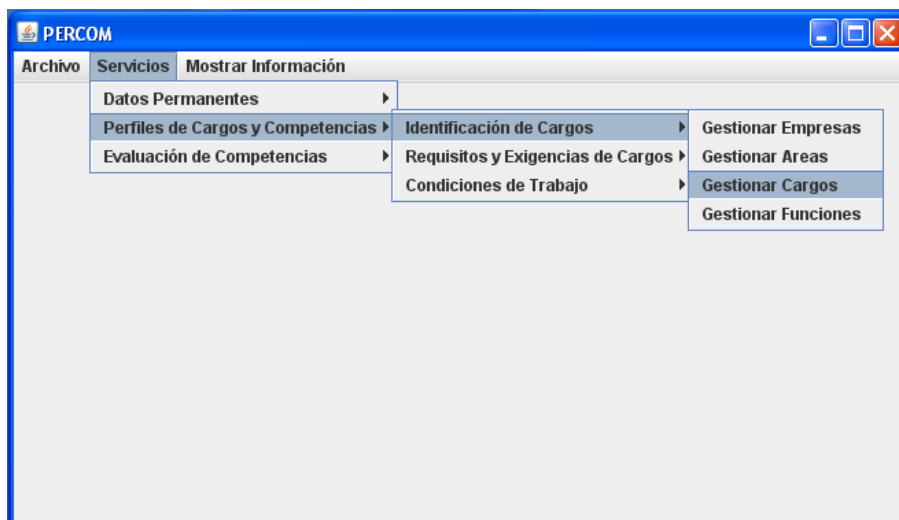 PERCOM
Archivo Servicios Mostrar Información
Datos Permanentes
Perfiles de Cargos y Competencias
Evaluación de Competencias
Identificación de Cargos
Requisitos y Exigencias de Cargos
Condiciones de Trabajo
Gestionar Empresas
Gestionar Areas
Gestionar Cargos
Gestionar Funciones